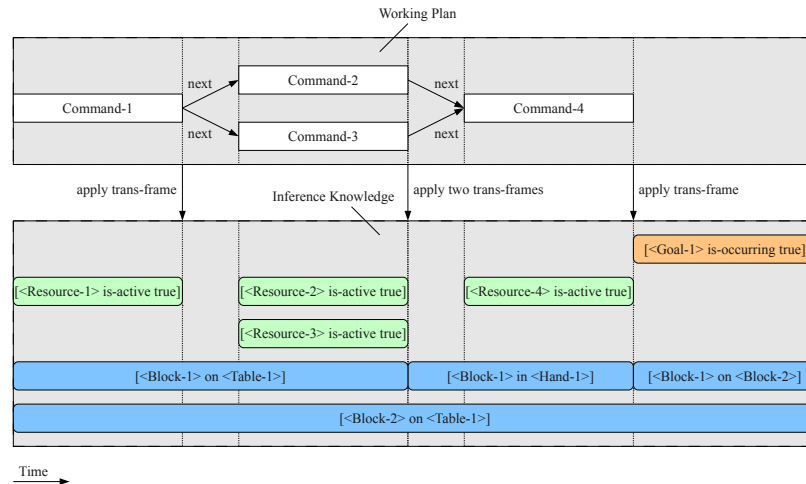 Working Plan
Command-1
next
next
Command-2
Command-3
next
next
Command-4
apply trans-frame
Inference Knowledge
apply two trans-frames
apply trans-frame
[<Goal-1> is-occurring true]
[<Resource-1> is-active true]
[<Resource-2> is-active true]
[<Resource-4> is-active true]
[<Resource-3> is-active true]
[<Block-1> on <Table-1>]
[<Block-1> in <Hand-1>]
[<Block-1> on <Block-2>]
[<Block-2> on <Table-1>]
Time